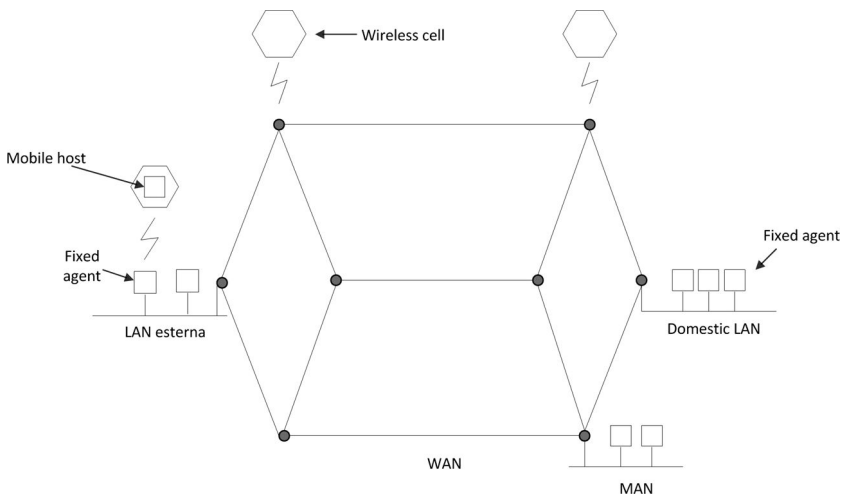 Wireless cell
Mobile host
Fixed
agent
LAN esterna
Fixed agent
Domestic LAN
WAN
MAN